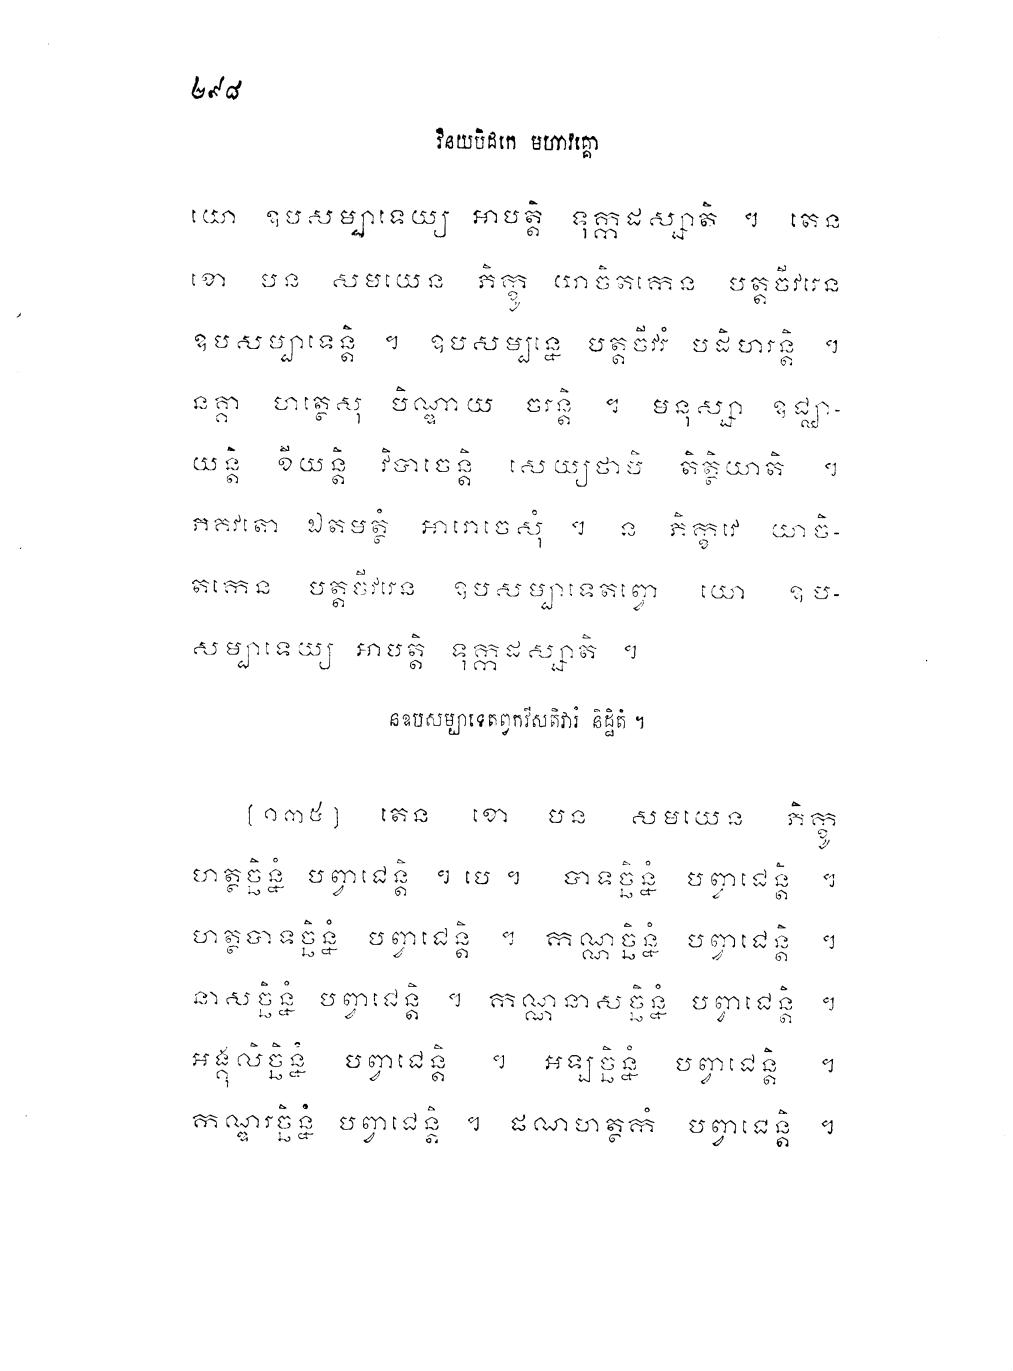 ២៩៨
វិនយបិដកេ មហាវគ្គោ
យោ ឧបសម្បាទេយ្យ អាបត្តិ ទុក្កដស្សាតិ ។ តេន
ខោ បន សមយេន ភិក្ខូ យាចិតកេន បត្តចីវរេន
ឧបសម្បាទេន្តិ ។ ឧបសម្បន្នេ បត្តចីវរំ បដិហរន្តិ ។
នគ្គា ហត្ថេសុ បិណ្ឌាយ ចរន្តិ ។ មនុស្សា ឧជ្ឈា-
យន្តិ ខីយន្តិ វិបាចេន្តិ សេយ្យថាបិ តិត្ថិយាតិ ។
ភគវតោ ឯតមត្ថំ អារោចេសុំ ។ ន ភិក្ខវេ យាចិ-
តកេន បត្តចីវរេន ឧបសម្បាទេតព្វោ យោ ឧប-
សម្បាទេយ្យ អាបត្តិ ទុក្កដស្សាតិ ។
នឧបសម្បាទេតព្វកវីសតិវារំ និដ្ឋិតំ ។
[១៣៥] តេន ខោ បន សមយេន ភិក្ខូ
ហត្ថច្ឆិន្នំ បព្វាជេន្តិ ។ បេ ។ បាទច្ឆិន្នំ បព្វាជេន្តិ ។
ហត្ថបាទច្ឆិន្នំ បព្វាជេន្តិ ។ កណ្ណច្ឆិន្នំ បព្វាជេន្តិ ។
នាសច្ឆិន្នំ បព្វាជេន្តិ ។ កណ្ណនាសច្ឆិន្នំ បព្វាជេន្តិ ។
អង្គុលិច្ឆិន្នំ បព្វាជេន្តិ ។ អឡច្ឆិន្នំ បព្វាជេន្តិ ។
កណ្ឌរច្ឆិន្នំ បព្វាជេន្តិ ។ ផណហត្ថកំ បព្វាជេន្តិ ។